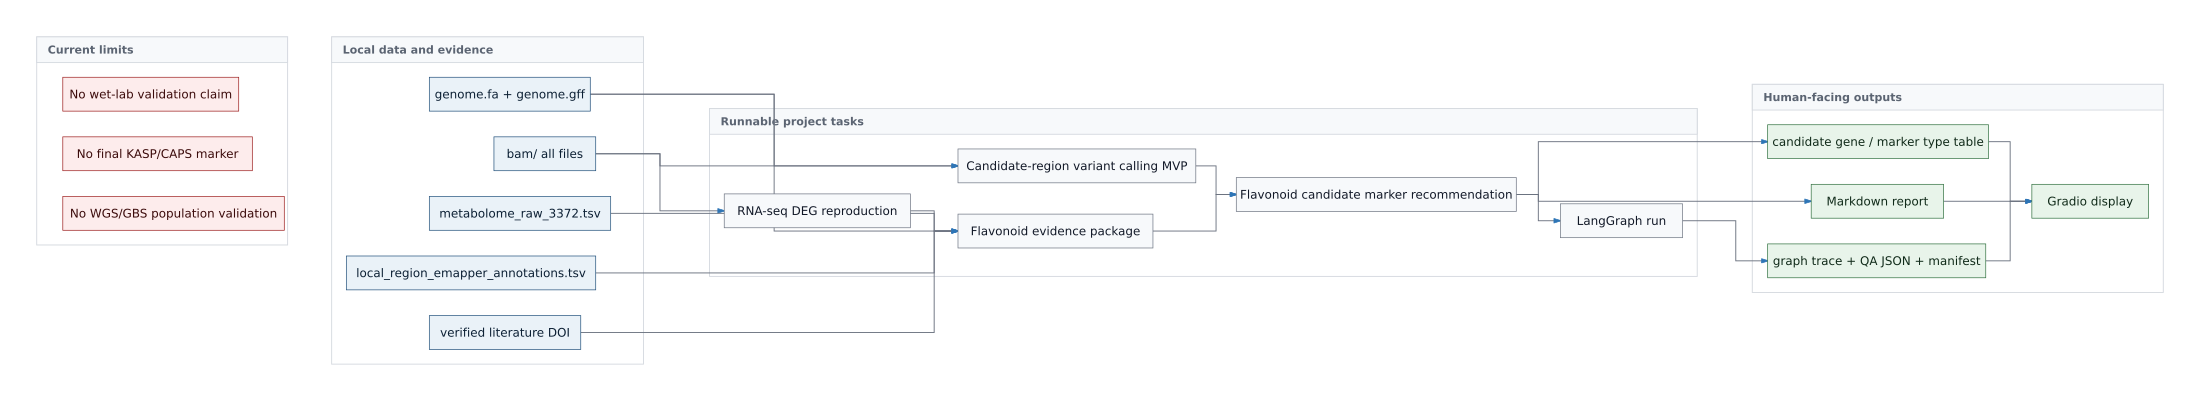 Current limits
No wet-lab validation claim
No final KASP/CAPS marker
No WGS/GBS population validation
Local data and evidence
genome.fa + genome.gff
bam/ all files
metabolome_raw_3372.tsv
local_region_emapper_annotations.tsv
verified literature DOI
Runnable project tasks
RNA-seq DEG reproduction
Candidate-region variant calling MVP
Flavonoid evidence package
Flavonoid candidate marker recommendation
LangGraph run
Human-facing outputs
candidate gene / marker type table
Markdown report
graph trace + QA JSON + manifest
Gradio display